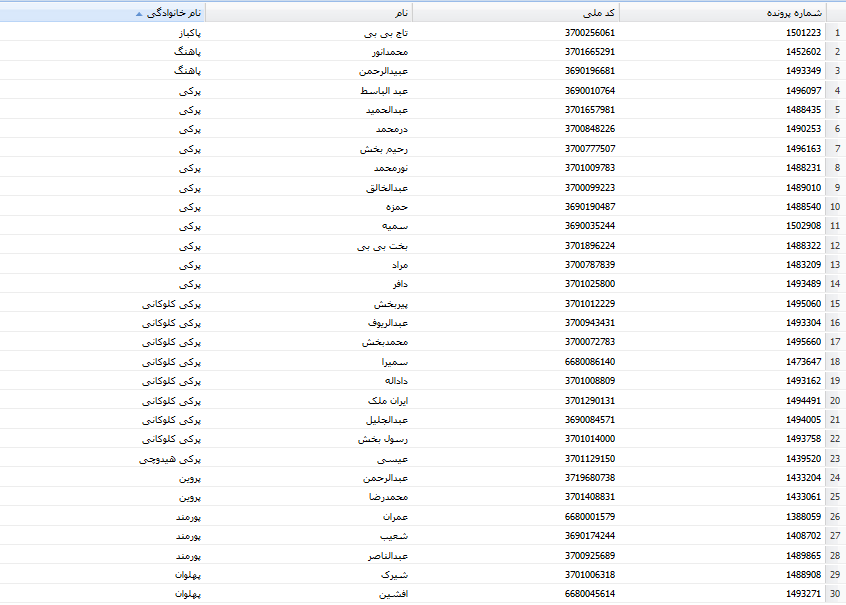 شماره پرونده کد ملی نام نام خانوادگی
1 1501223 3700256061 تاج بی بی پاکباز
2 1452602 3701665291 محمدانور پاهنگ
3 1493349 3690196681 عبیدالرحمن پاهنگ
4 1496097 3690010764 عبد الباسط پرکی
5 1488435 3701657981 عبدالحمید پرکی
6 1490253 3700848226 درمحمد پرکی
7 1496163 3700777507 رحیم بخش پرکی
8 1488231 3701009783 نورمحمد پرکی
9 1489010 3700099223 عبدالخالق پرکی
10 1488540 3690190487 حمزه پرکی
11 1502908 3690035244 سمیه پرکی
12 1488322 3701896224 بخت بی بی پرکی
13 1483209 3700787839 مراد پرکی
14 1493489 3701025800 دافر پرکی
15 1495060 3701012229 پیربخش پرکی کلوکانی
16 1493304 3700943431 عبدالریوف پرکی کلوکانی
17 1495660 3700072783 محمدبخش پرکی کلوکانی
18 1473647 6680086140 سمیرا پرکی کلوکانی
19 1493162 3701008809 داداله پرکی کلوکانی
20 1494491 3701290131 ایران ملک پرکی کلوکانی
21 1494005 3690084571 عبدالجلیل پرکی کلوکانی
22 1493758 3701014000 رسول بخش پرکی کلوکانی
23 1439520 3701129150 عیسی پرکی هیدوچی
24 1433204 3719680738 عبدالرحمن پروین
25 1433061 3701408831 محمدرضا پروین
26 1388059 6680001579 عمران پورمند
27 1408702 3690174244 شعیب پورمند
28 1489865 3700925689 عبدالناصر پورمند
29 1488908 3701006318 شیرک پهلوان
30 1493271 6680045614 افشین پهلوان